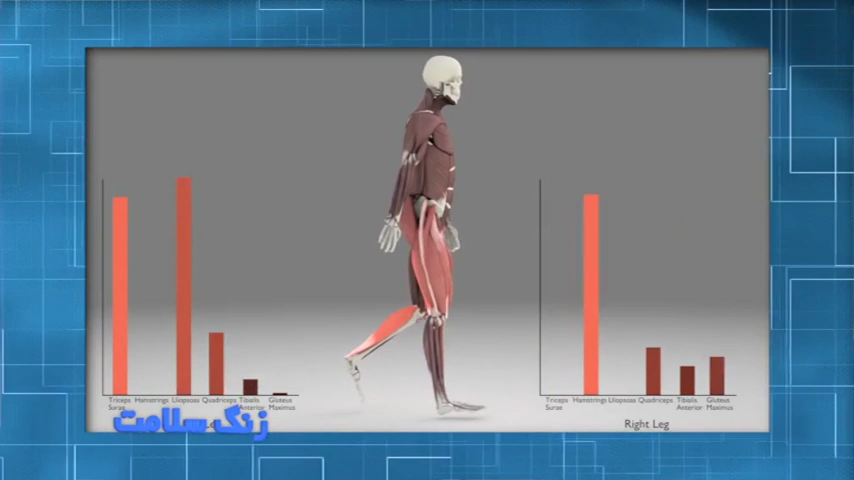 Triceps Surae Hamstrings Iliopsoas Quadriceps Tibialis Anterior Gluteus Maximus
Triceps Surae Hamstrings Iliopsoas Quadriceps Tibialis Anterior Gluteus Maximus
زنگ سلامت
Right Leg